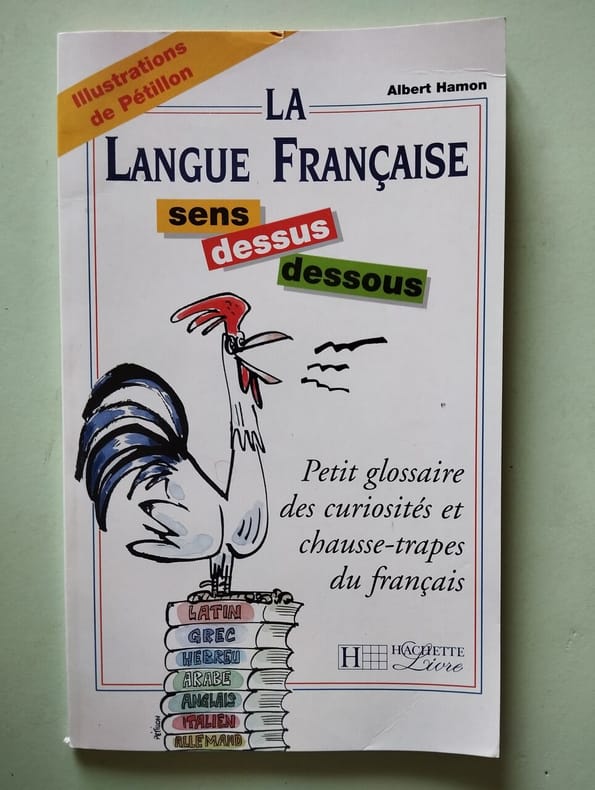 Illustrations
de Pétillon
Albert Hamon
LA
LANGUE FRANÇAISE
sens
dessus
dessous
Petit glossaire
des curiosités et
chausse-trapes
du français
H
HACHETTE
Livre
LATIN
GREC
HEBREU
ARABE
ANGLAIS
ITALIEN
ALLEMAND
PÉTILLON